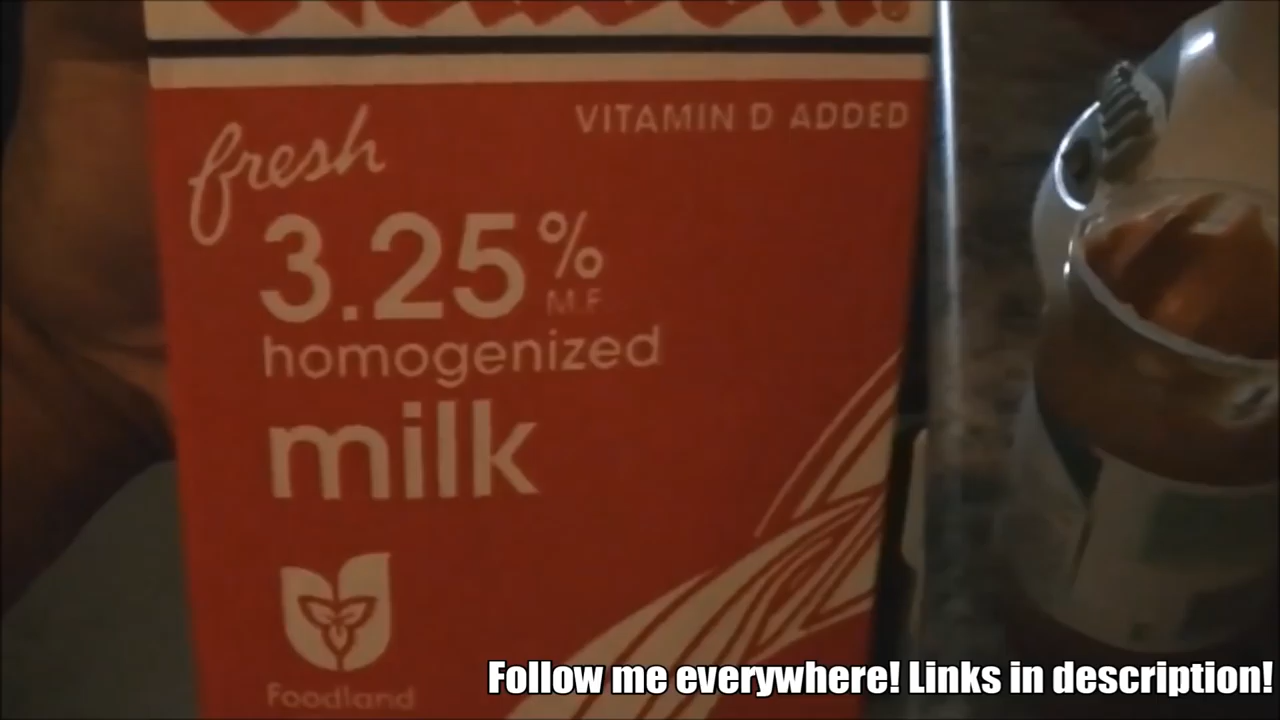 VITAMIN D ADDED
fresh
3.25%
M.F.
homogenized
milk
Foodland
Follow me everywhere! Links in description!